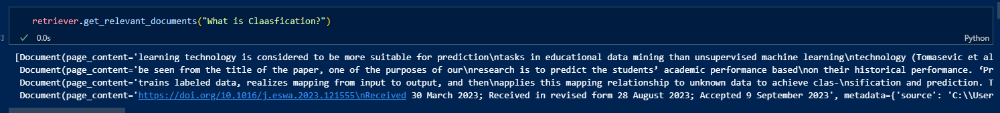 retriever.get_relevant_documents("What is Claasfication?")
] ✓ 0.0s Python
[Document(page_content='learning technology is considered to be more suitable for prediction\ntasks in educational data mining than unsupervised machine learning\ntechnology (Tomasevic et al
Document(page_content='be seen from the title of the paper, one of the purposes of our\nresearch is to predict the students’ academic performance based\non their historical performance. ‘Pr
Document(page_content='trains labeled data, realizes mapping from input to output, and then\napplies this mapping relationship to unknown data to achieve clas-\nsification and prediction. T
Document(page_content='https://doi.org/10.1016/j.eswa.2023.121555\nReceived 30 March 2023; Received in revised form 28 August 2023; Accepted 9 September 2023', metadata={'source': 'C:\\User